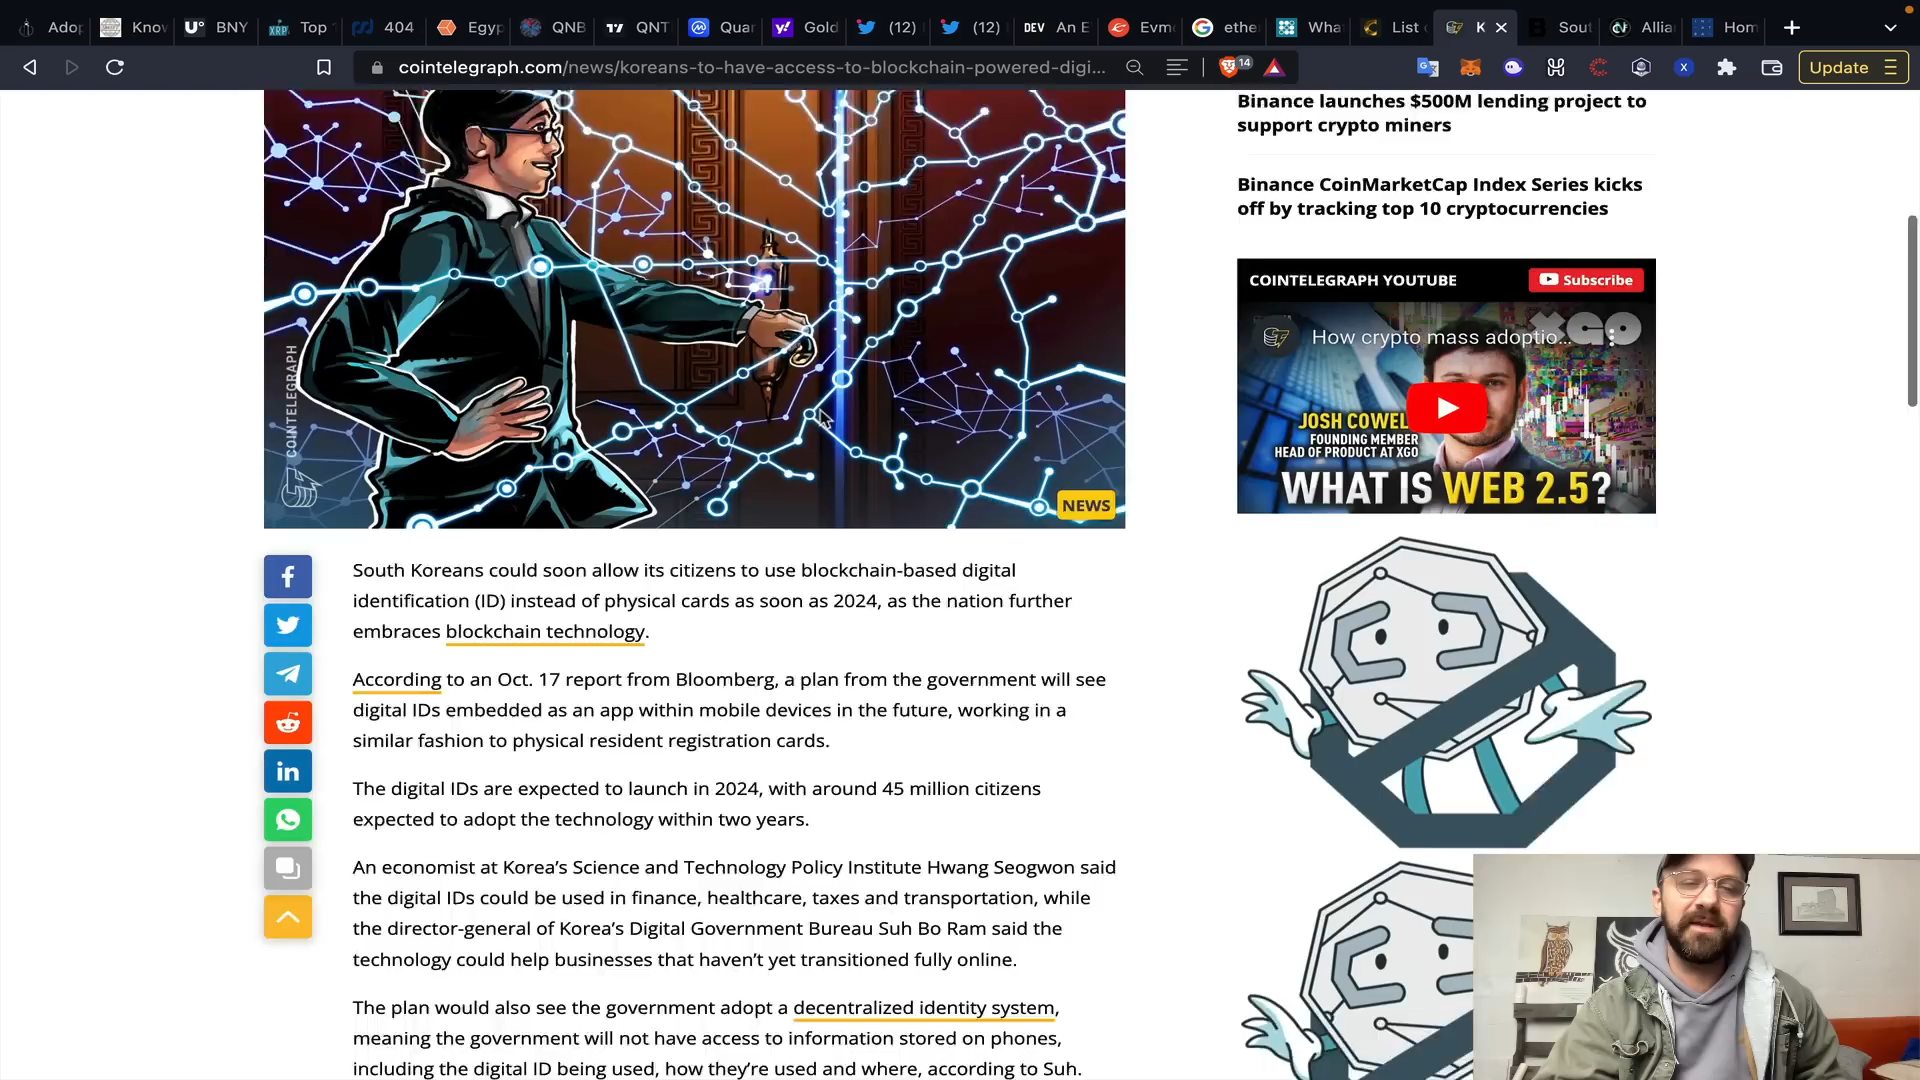 Adop
Know
BNY
XRP
Top 1
404
Egyp
QNB
QNT
Quar
Gold
(12)
(12)
DEV
An E
Evmo
ethe
Wha
List
K
Sout
Allia
Hom
cointelegraph.com/news/koreans-to-have-access-to-blockchain-powered-digi...
14
Update
COINTELEGRAPH
NEWS
South Koreans could soon allow its citizens to use blockchain-based digital
identification (ID) instead of physical cards as soon as 2024, as the nation further
embraces blockchain technology.
According to an Oct. 17 report from Bloomberg, a plan from the government will see
digital IDs embedded as an app within mobile devices in the future, working in a
similar fashion to physical resident registration cards.
The digital IDs are expected to launch in 2024, with around 45 million citizens
expected to adopt the technology within two years.
An economist at Korea’s Science and Technology Policy Institute Hwang Seogwon said
the digital IDs could be used in finance, healthcare, taxes and transportation, while
the director-general of Korea’s Digital Government Bureau Suh Bo Ram said the
technology could help businesses that haven’t yet transitioned fully online.
The plan would also see the government adopt a decentralized identity system,
meaning the government will not have access to information stored on phones,
including the digital ID being used, how they’re used and where, according to Suh.
Binance launches $500M lending project to
support crypto miners
Binance CoinMarketCap Index Series kicks
off by tracking top 10 cryptocurrencies
COINTELEGRAPH YOUTUBE
Subscribe
How crypto mass adoptio...
XGO
JOSH COWEL
FOUNDING MEMBER
HEAD OF PRODUCT AT XGO
WHAT IS WEB 2.5?